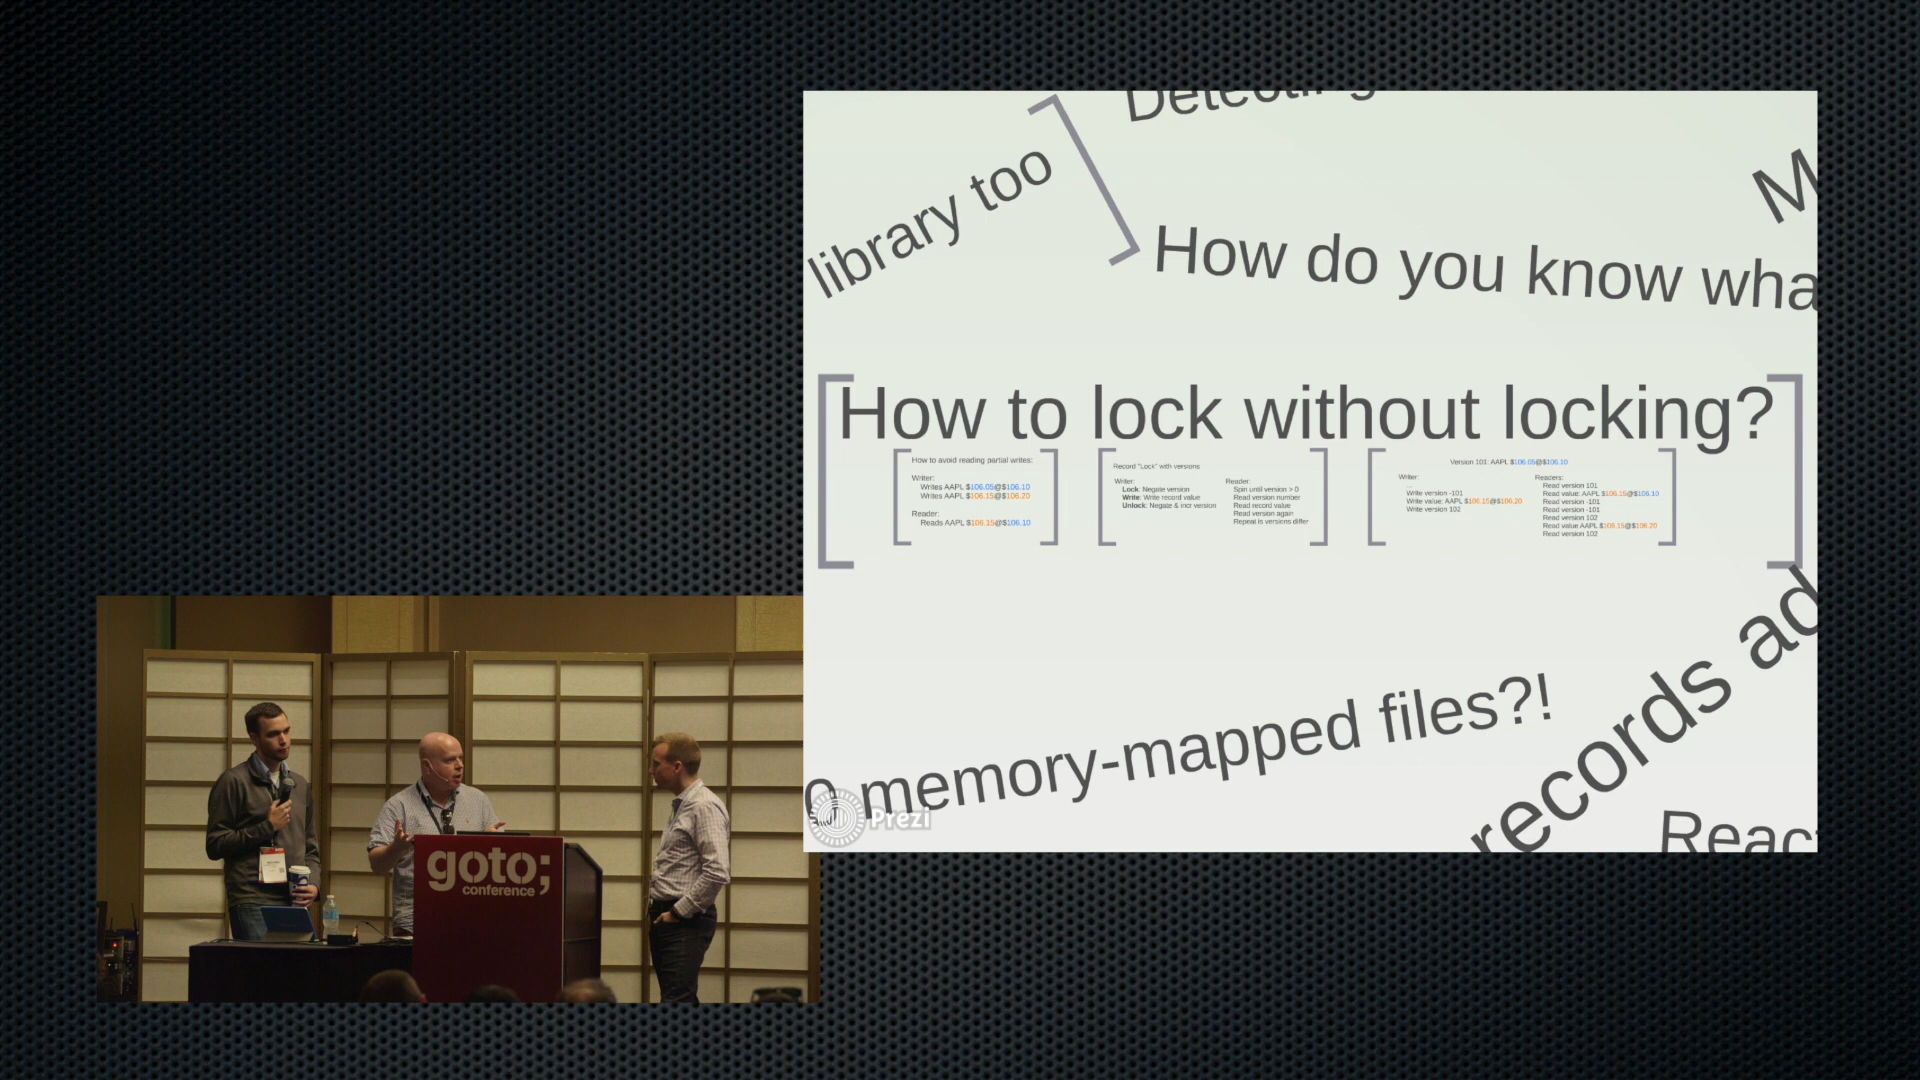 Detecting
library too
M
How do you know wha
How to lock without locking?
How to avoid reading partial writes:
Writer:
Writes AAPL $106.05@$106.10
Writes AAPL $106.15@$106.20
Reader:
Reads AAPL $106.15@$106.10
Record "Lock" with versions
Writer:
Lock: Negate version
Write: Write record value
Unlock: Negate & incr version
Reader:
Spin until version > 0
Read version number
Read record value
Read version again
Repeat is versions differ
Version 101: AAPL $106.05@$106.10
Writer:
...
Write version -101
Write value: AAPL $106.15@$106.20
Write version 102
Readers:
Read version 101
Read value: AAPL $106.15@$106.10
Read version -101
Read version -101
Read version 102
Read value AAPL $106.15@$106.20
Read version 102
0 memory-mapped files?!
records ad
Reac
Prezi
goto;
conference